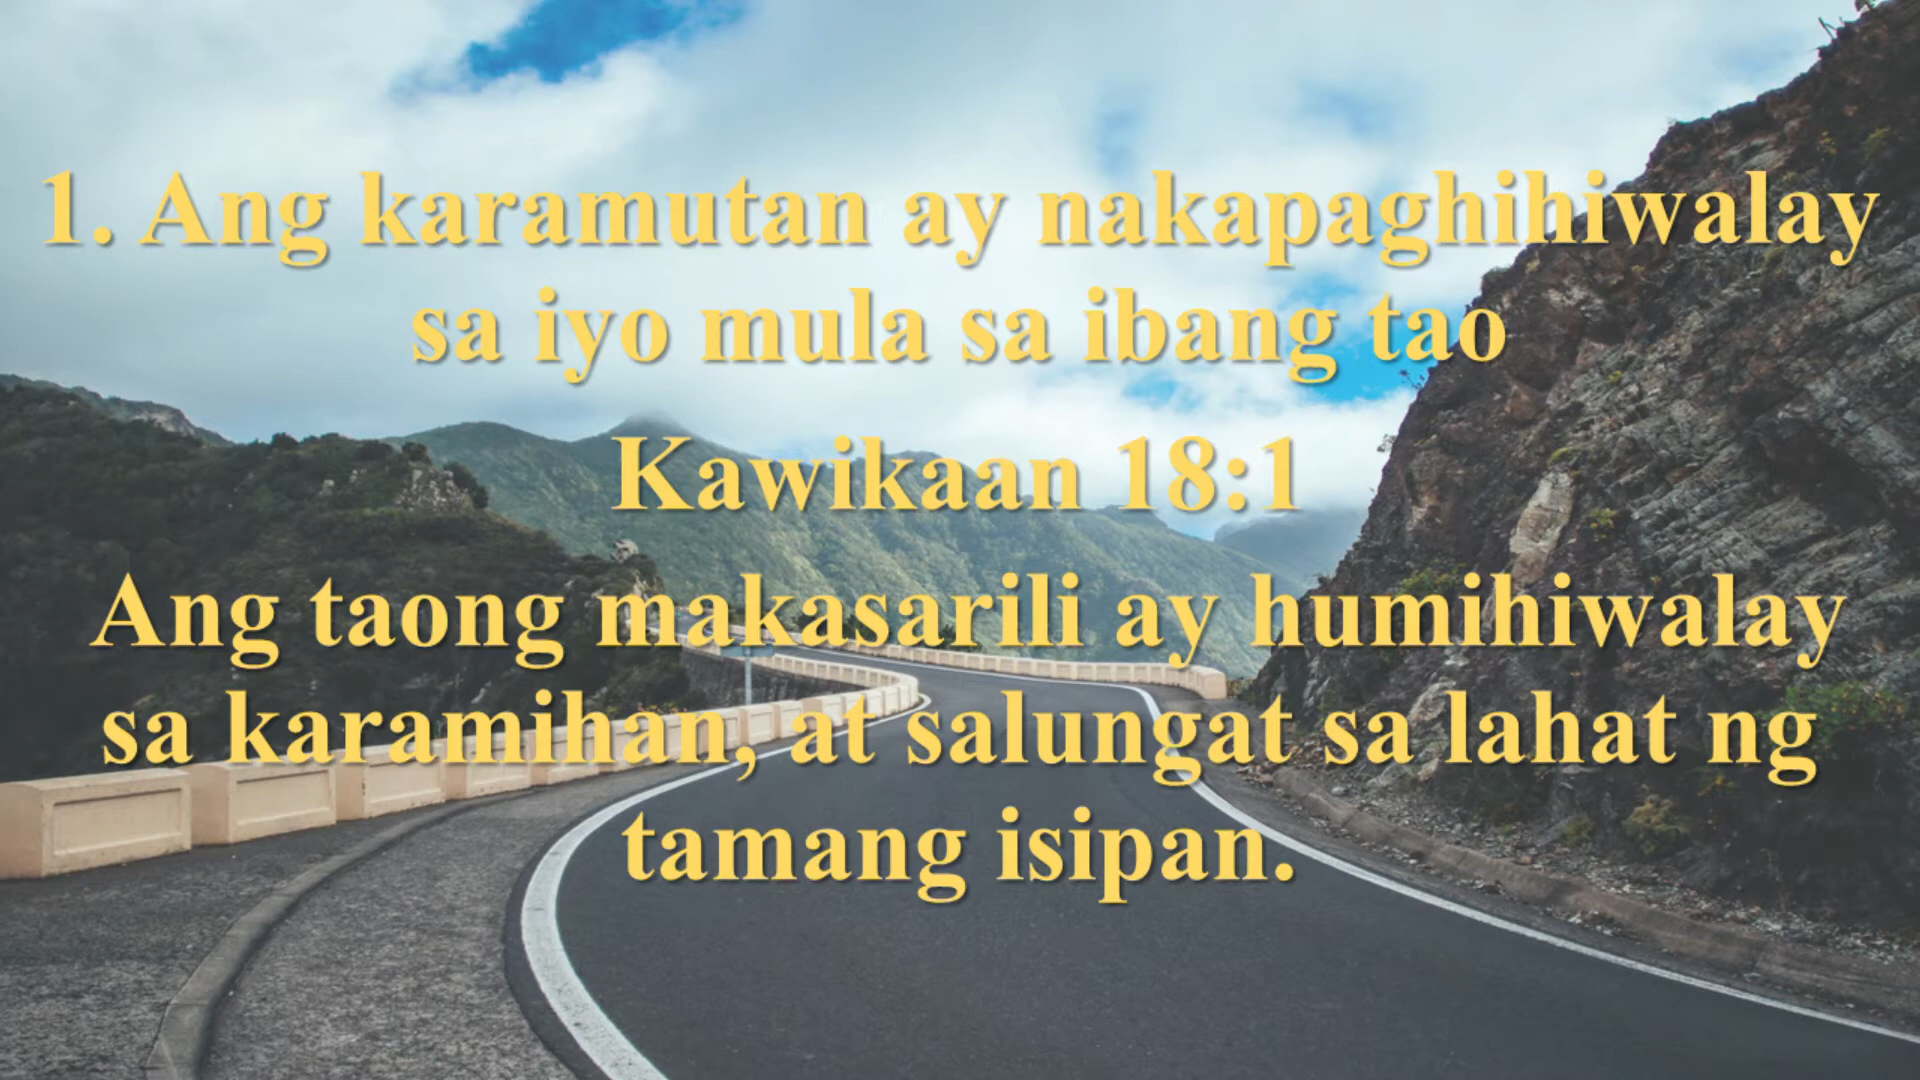 1. Ang karamutan ay nakapaghihiwalay
sa iyo mula sa ibang tao
Kawikaan 18:1
Ang taong makasarili ay humihiwalay
sa karamihan, at salungat sa lahat ng
tamang isipan.